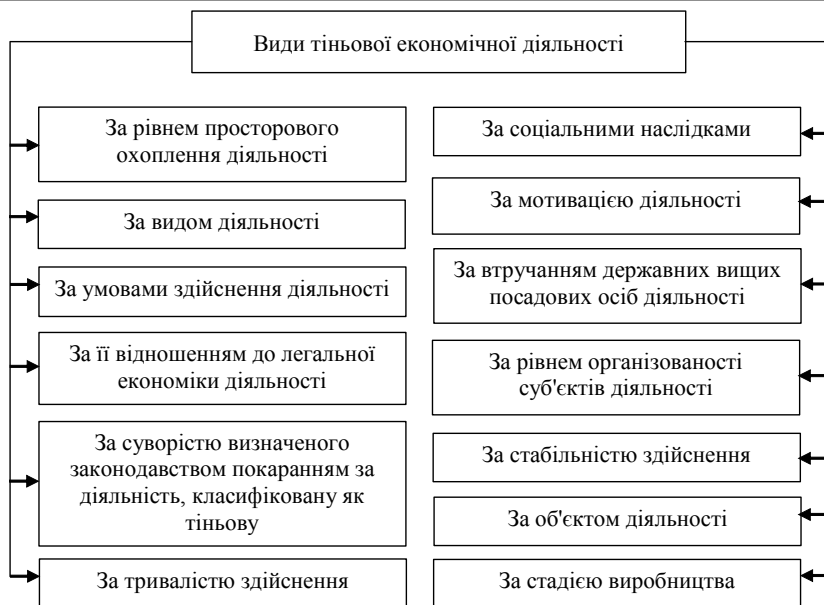 Види тіньової економічної діяльності
За рівнем просторового
охоплення діяльності
За видом діяльності
За умовами здійснення діяльності
За її відношенням до легальної
економіки діяльності
За суворістю визначеного
законодавством покаранням за
діяльність, класифіковану як
тіньову
За тривалістю здійснення
За соціальними наслідками
За мотивацією діяльності
За втручанням державних вищих
посадових осіб діяльності
За рівнем організованості
суб'єктів діяльності
За стабільністю здійснення
За об'єктом діяльності
За стадією виробництва